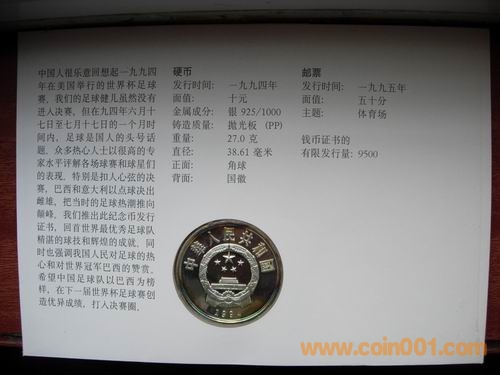 中国人很乐意回想起一九九四
年在美国举行的世界杯足球
赛，我们的足球健儿虽然没有
进入决赛，但在九四年六月十
七日至七月十七日的一个月时
间内，足球是国人的头号话
题。众多热心人士以很高的专
家水平评解各场球赛和球星们
的表现，特别是扣人心弦的决
赛，巴西和意大利以点球决出
雌雄，把当时的足球热潮推向
颠峰。我们推出此纪念币发行
证书，回首世界最优秀足球队
精湛的球技和辉煌的成就，同
时也强调我国人民对足球的热
心和对世界冠军巴西的赞赏。
希望中国足球队以巴西为榜
样，在下一届世界杯足球赛创
造优异成绩，打入决赛圈。
硬币
发行时间： 一九九四年
面值： 十元
金属成分： 银 925/1000
铸造质量： 抛光板（PP）
重量： 27.0 克
直径： 38.61 毫米
正面： 角球
背面： 国徽
邮票
发行时间： 一九九五年
面值： 五十分
主题： 体育场
钱币证书的
有限发行量：9500
中華人民共和國
1994
www.coin001.com